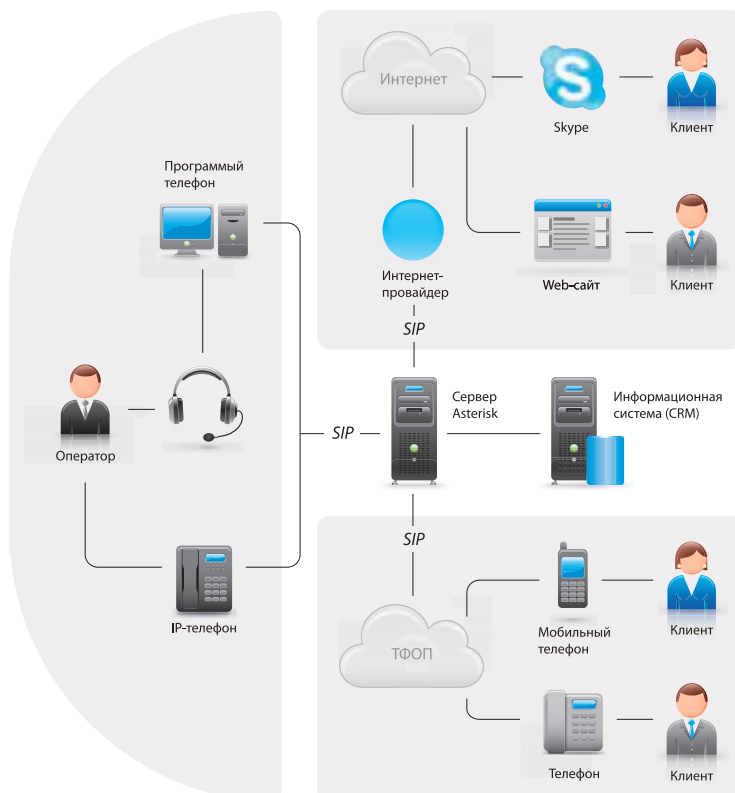 Интернет
Skype
Клиент
Программый
телефон
Интернет-
провайдер
Web-сайт
Клиент
SIP
Сервер
Asterisk
Информационная
система (CRM)
SIP
Оператор
SIP
IP-телефон
ТФОП
Мобильный
телефон
Клиент
Телефон
Клиент